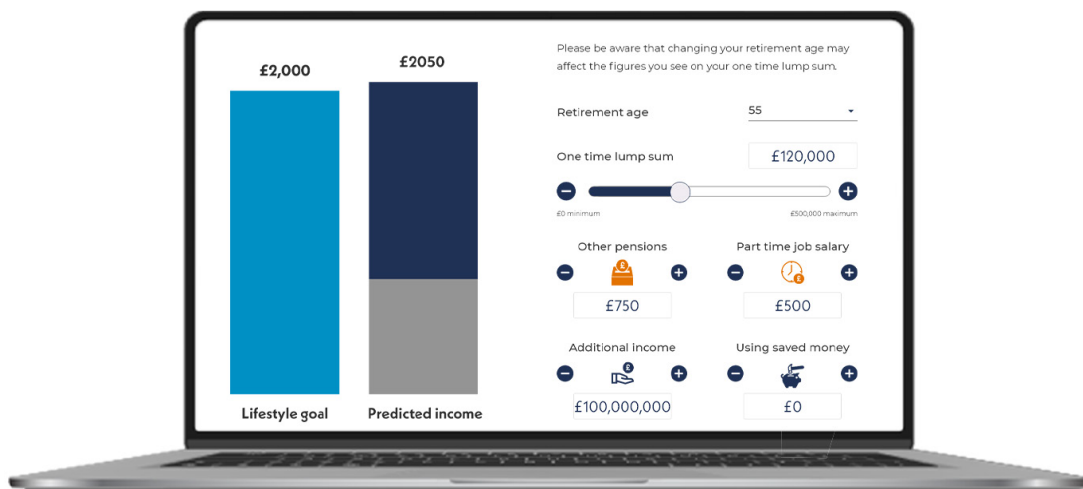 £2,000
£2050
Lifestyle goal
Predicted income
Please be aware that changing your retirement age may
affect the figures you see on your one time lump sum.
Retirement age
55
One time lump sum
£120,000
£0 minimum
£500,000 maximum
Other pensions
Part time job salary
£750
£500
Additional income
Using saved money
£100,000,000
£0